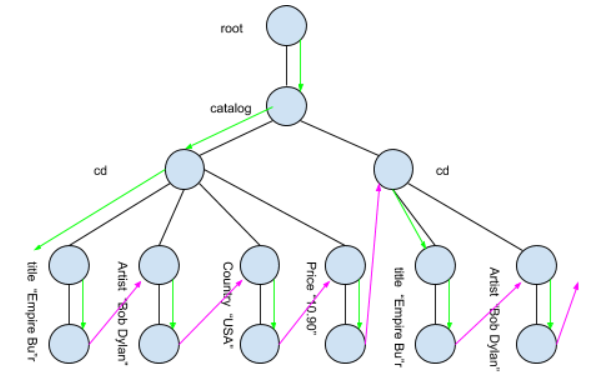 root
catalog
cd
cd
title "Empire Bu"r
Artist "Bob Dylan"
Country "USA"
Price "10.90"
title "Empire Bu"r
Artist "Bob Dylan"